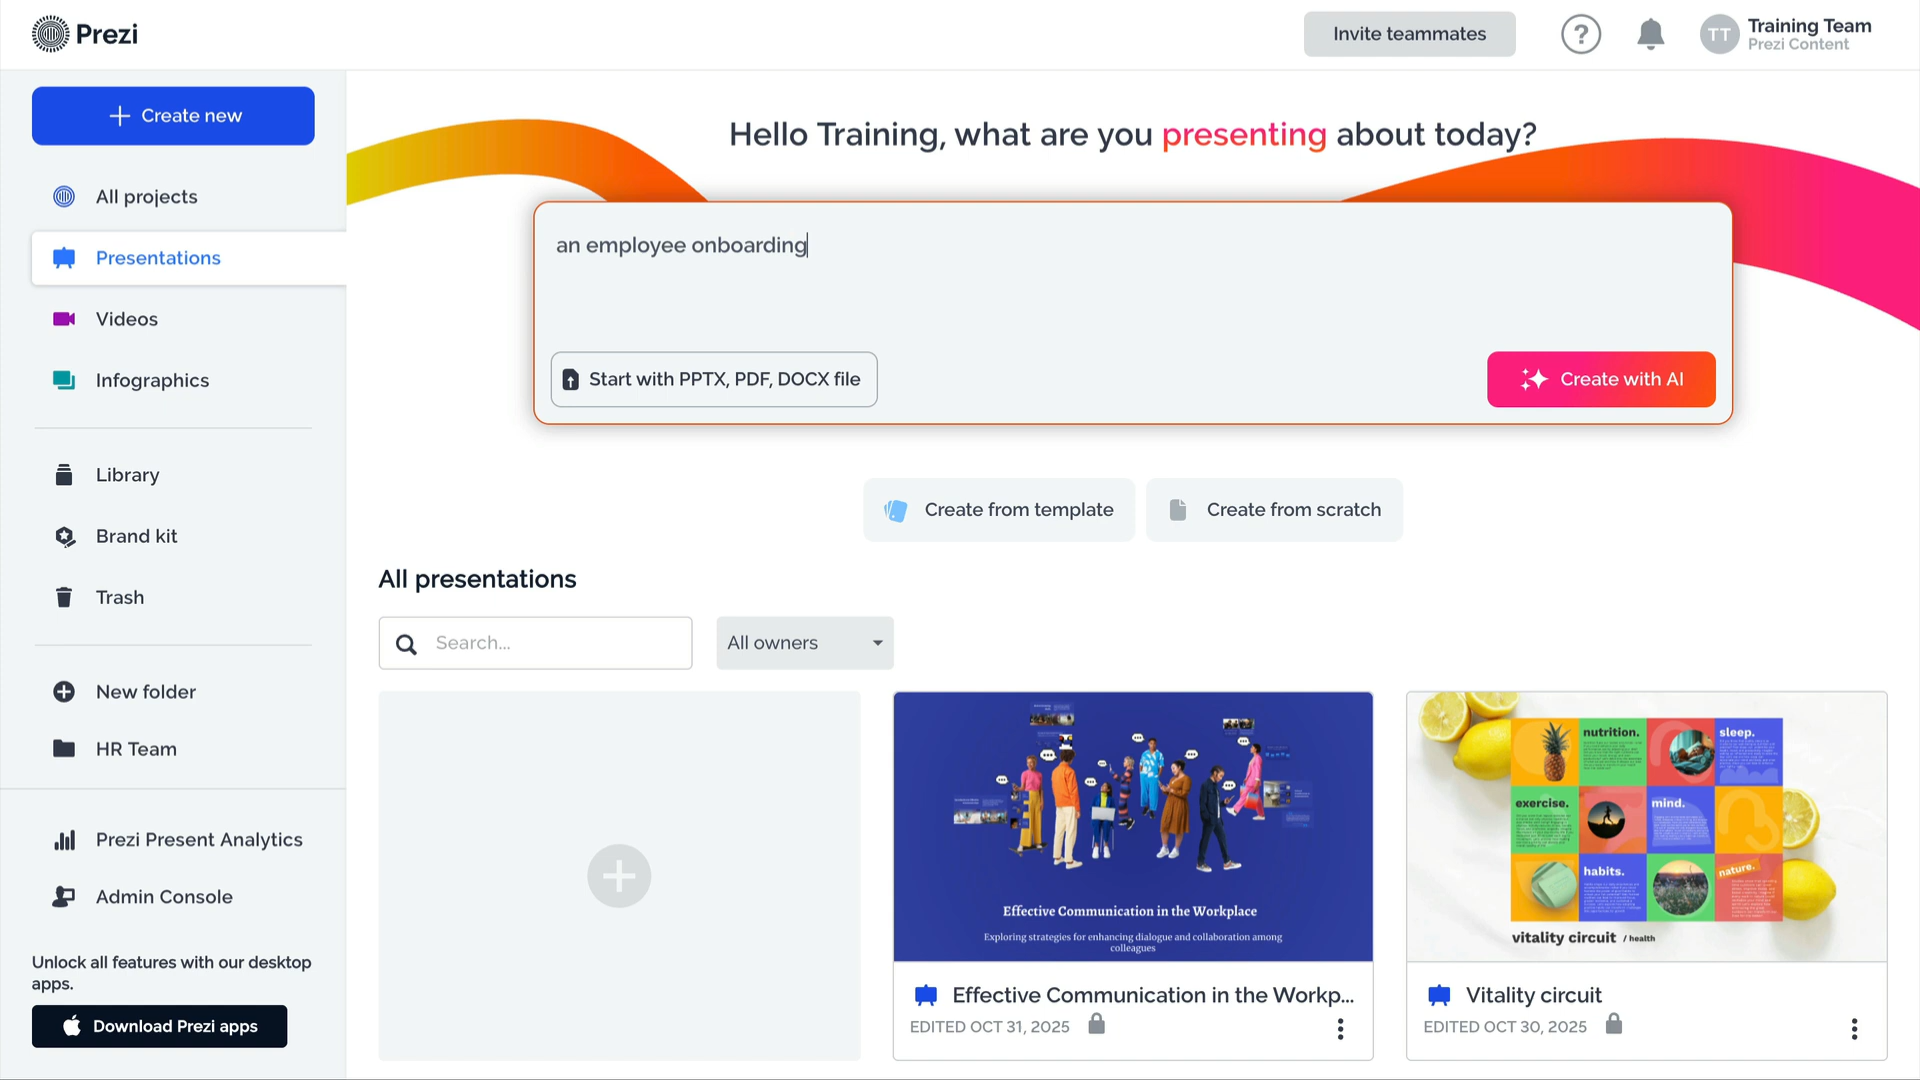 Prezi
Invite teammates
?
TT
Training Team
Prezi Content
Create new
All projects
Presentations
Videos
Infographics
Library
Brand kit
Trash
New folder
HR Team
Prezi Present Analytics
Admin Console
Unlock all features with our desktop
apps.
Download Prezi apps
Hello Training, what are you presenting about today?
an employee onboarding
Start with PPTX, PDF, DOCX file
Create with AI
Create from template
Create from scratch
All presentations
Search...
All owners
Effective Communication in the Workplace
Exploring strategies for enhancing dialogue and collaboration among
colleagues
Effective Communication in the Workp...
EDITED OCT 31, 2025
nutrition.
sleep.
exercise.
mind.
habits.
nature.
vitality circuit / health
Vitality circuit
EDITED OCT 30, 2025